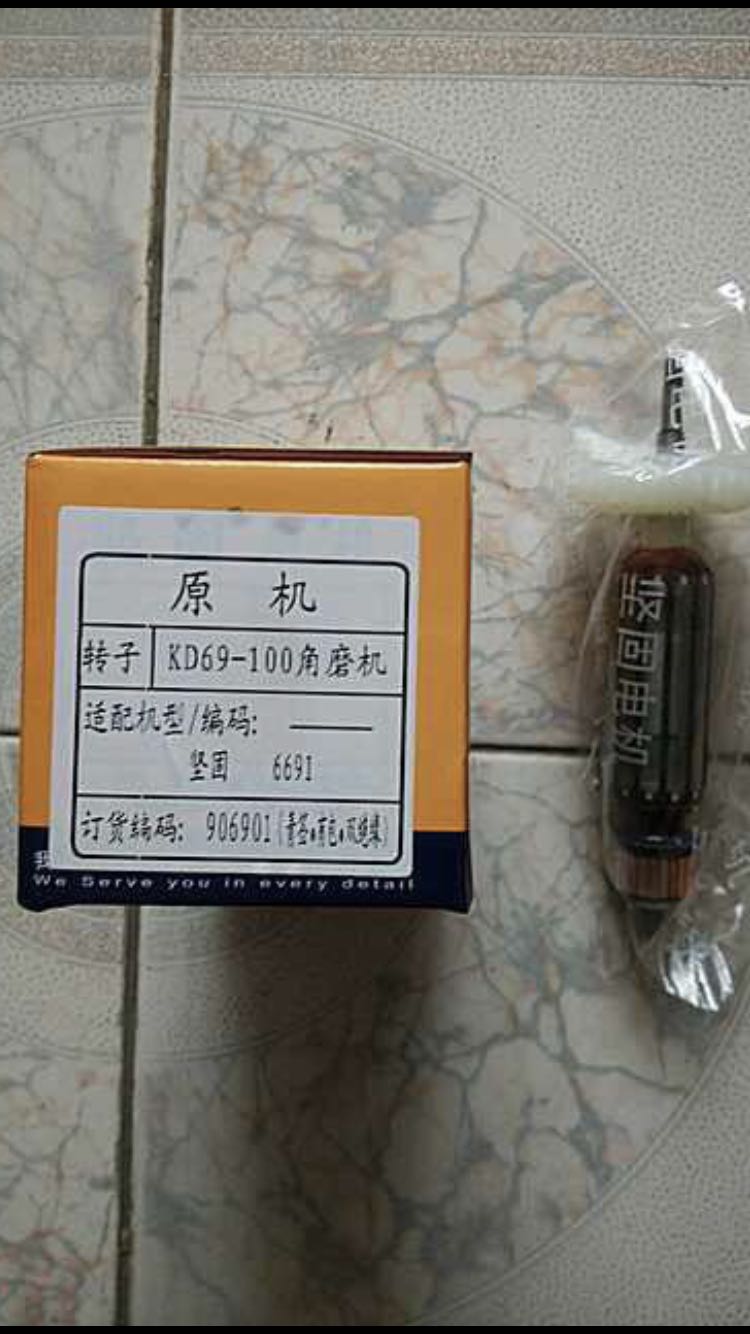 原 机
转子 KD69-100角磨机
适配机型/编码: ———
坚固 6691
订货编码: 906901
We Serve you in every detail
坚固电机